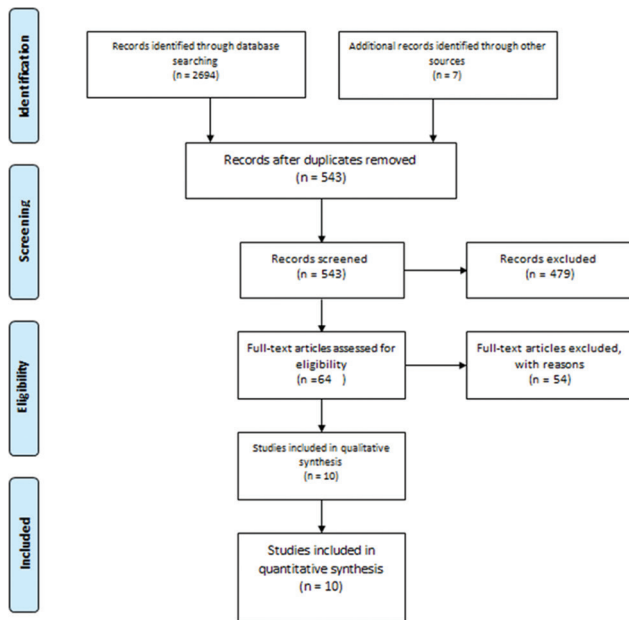 Identification
Records identified through database
searching
(n = 2694)
Additional records identified through other
sources
(n = 7)
Records after duplicates removed
(n = 543)
Screening
Records screened
(n = 543)
Records excluded
(n = 479)
Eligibility
Full-text articles assessed for
eligibility
(n =64   )
Full-text articles excluded,
with reasons
(n = 54)
Studies included in qualitative
synthesis
(n = 10)
Included
Studies included in
quantitative synthesis
(n = 10)